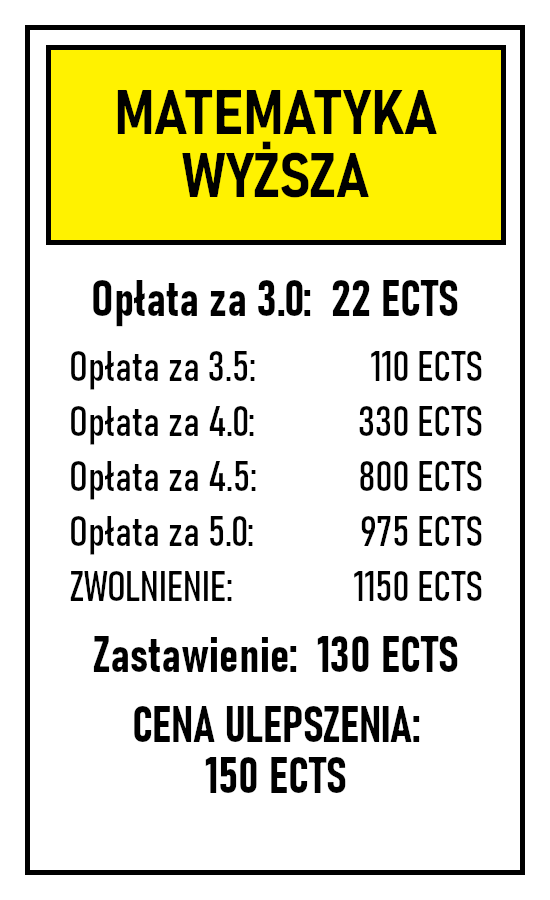 MATEMATYKA
WYŻSZA
Opłata za 3.0: 22 ECTS
Opłata za 3.5: 110 ECTS
Opłata za 4.0: 330 ECTS
Opłata za 4.5: 800 ECTS
Opłata za 5.0: 975 ECTS
ZWOLNIENIE: 1150 ECTS
Zastawienie: 130 ECTS
CENA ULEPSZENIA:
150 ECTS